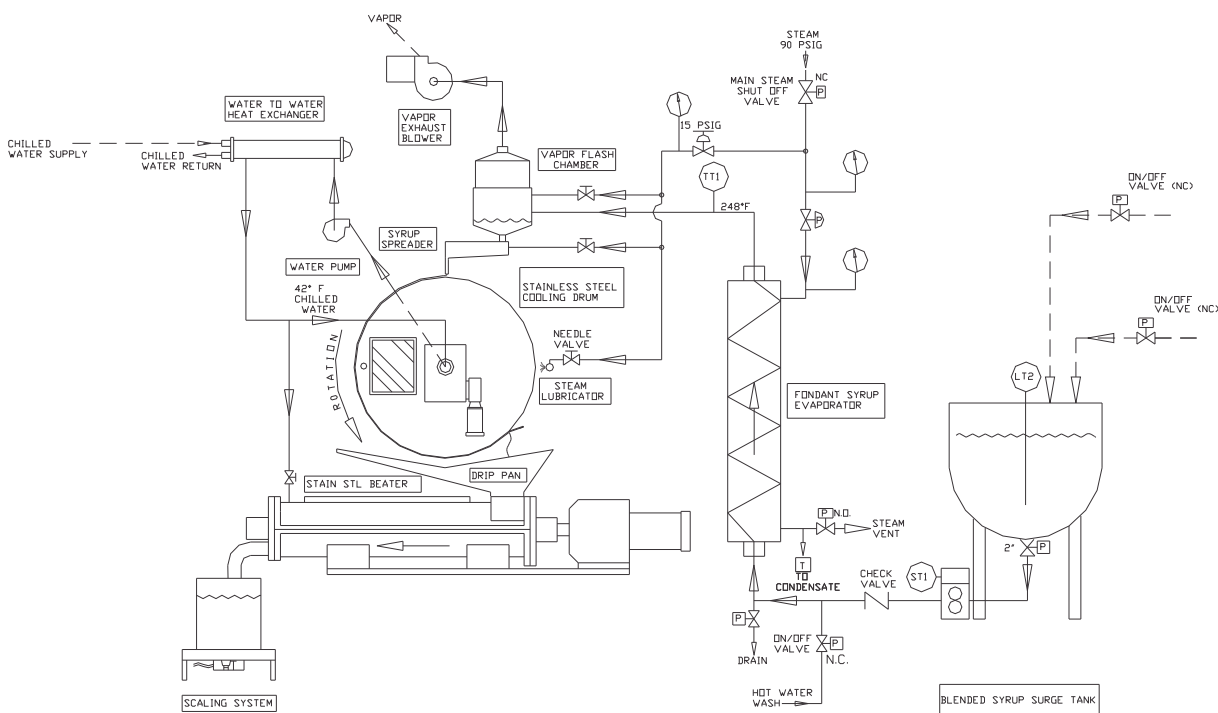 VAPOR
STEAM
90 PSIG
NC
MAIN STEAM
SHUT OFF
VALVE
P
WATER TO WATER
HEAT EXCHANGER
VAPOR
EXHAUST
BLOWER
15 PSIG
CHILLED
WATER SUPPLY
CHILLED
WATER RETURN
VAPOR FLASH
CHAMBER
TT1
ON/OFF
VALVE (NC)
P
248°F
P
SYRUP
SPREADER
WATER PUMP
STAINLESS STEEL
COOLING DRUM
42° F
CHILLED
WATER
ON/OFF
VALVE (NC)
P
NEEDLE
VALVE
ROTATION
STEAM
LUBRICATOR
FONDANT SYRUP
EVAPORATOR
LT2
DRIP PAN
STAIN STL BEATER
P
N.O.
STEAM
VENT
2"
P
T
TO
CONDENSATE
CHECK
VALVE
ST1
P
DRAIN
ON/OFF
VALVE
P
N.C.
HOT WATER
WASH
SCALING SYSTEM
BLENDED SYRUP SURGE TANK